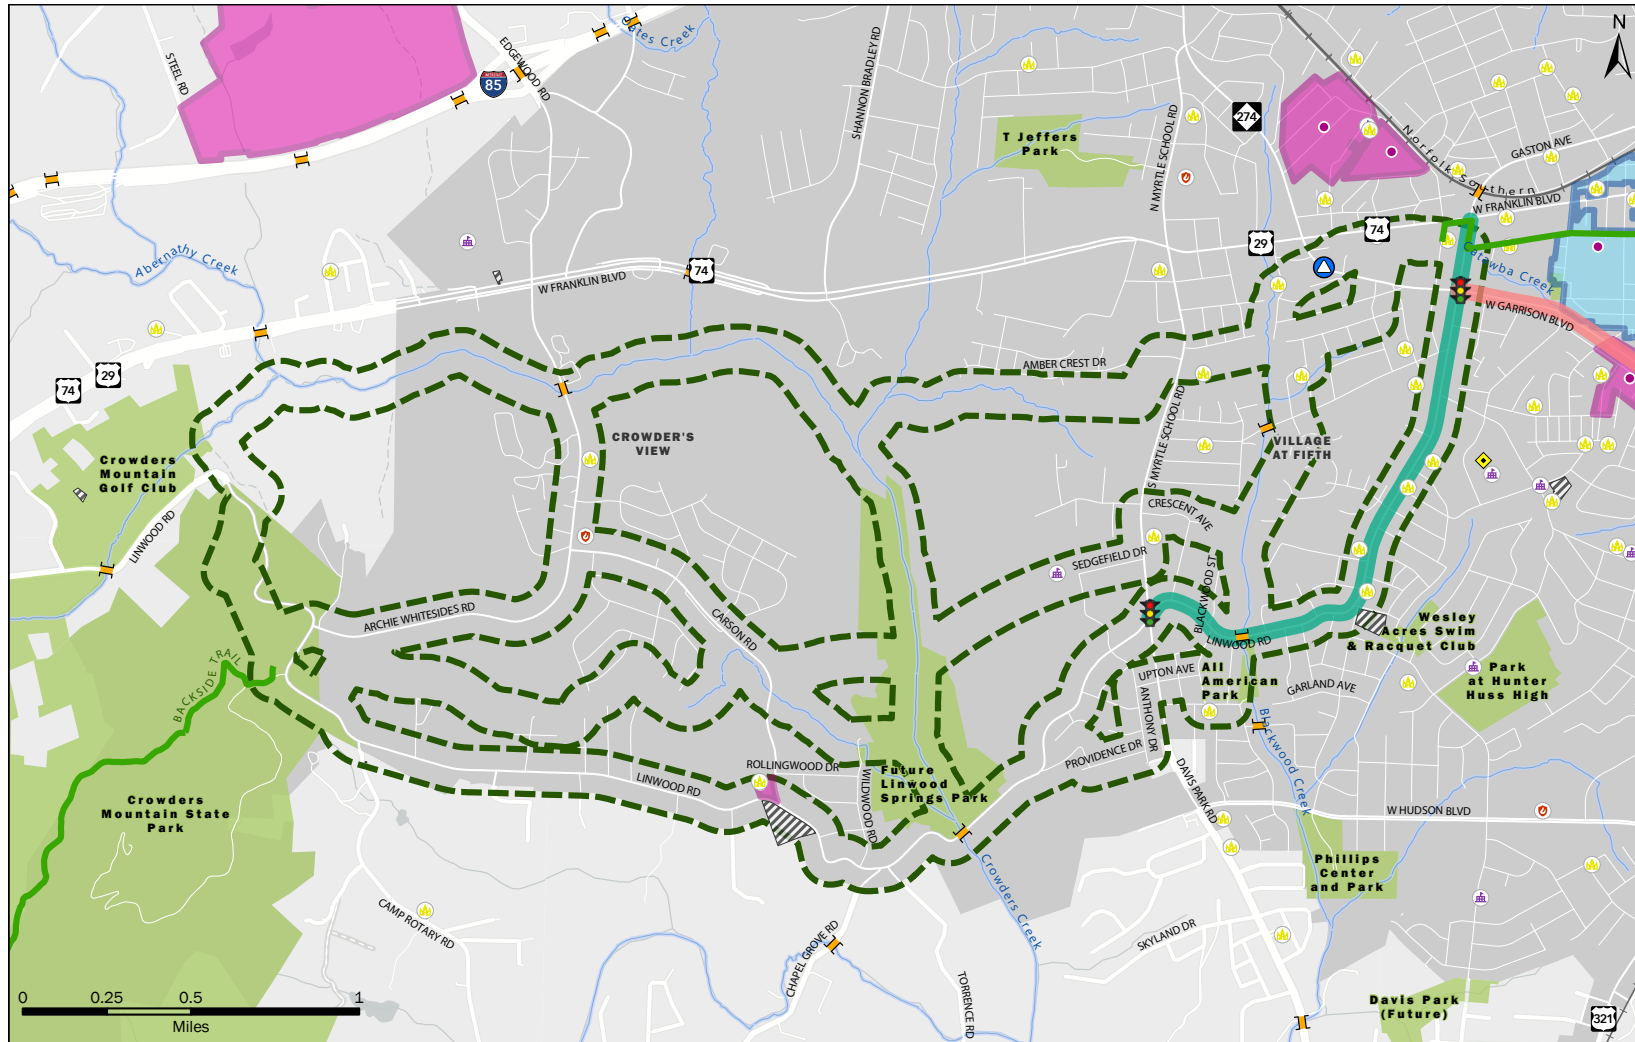 N
STEEL RD
EDGEWOOD RD
INTERSTATE
85
Creek
SHANNON BRADLEY RD
T Jeffers
Park
N MYRTLE SCHOOL RD
274
Norfolk Southern
GASTON AVE
W FRANKLIN BLVD
74
29
Abernathy Creek
W FRANKLIN BLVD
74
Creek
W GARRISON BLVD
74
29
AMBER CREST DR
S MYRTLE SCHOOL RD
CROWDER'S
VIEW
VILLAGE
AT FIFTH
Crowders
Mountain
Golf Club
LINWOOD RD
CRESCENT AVE
SEDGEFIELD DR
BLACKWOOD ST
ARCHIE WHITESIDES RD
CARSON RD
LINWOOD RD
Wesley
Acres Swim
& Racquet Club
BACKSIDE TRAIL
UPTON AVE
All
American
Park
GARLAND AVE
Park
at Hunter
Huss High
ANTHONY DR
Blackwood Creek
PROVIDENCE DR
ROLLINGWOOD DR
LINWOOD RD
WILDWOOD RD
Future
Linwood
Springs Park
DAVIS PARK RD
W HUDSON BLVD
Crowders
Mountain State
Park
Phillips
Center
and Park
Crowders Creek
CAMP ROTARY RD
CHAPEL GROVE RD
SKYLAND DR
TORRENCE RD
Davis Park
(Future)
321
0 0.25 0.5 1
Miles